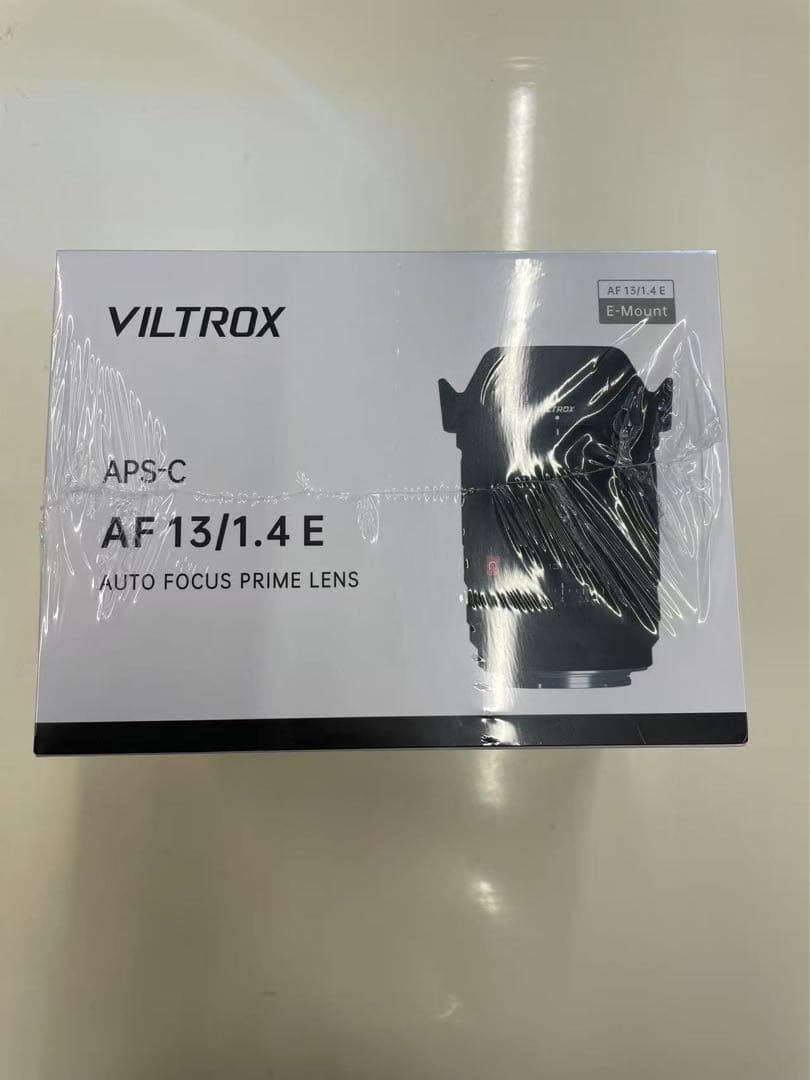 VILTROX
AF 13/1.4 E
E-Mount
APS-C
AF 13/1.4 E
AUTO FOCUS PRIME LENS